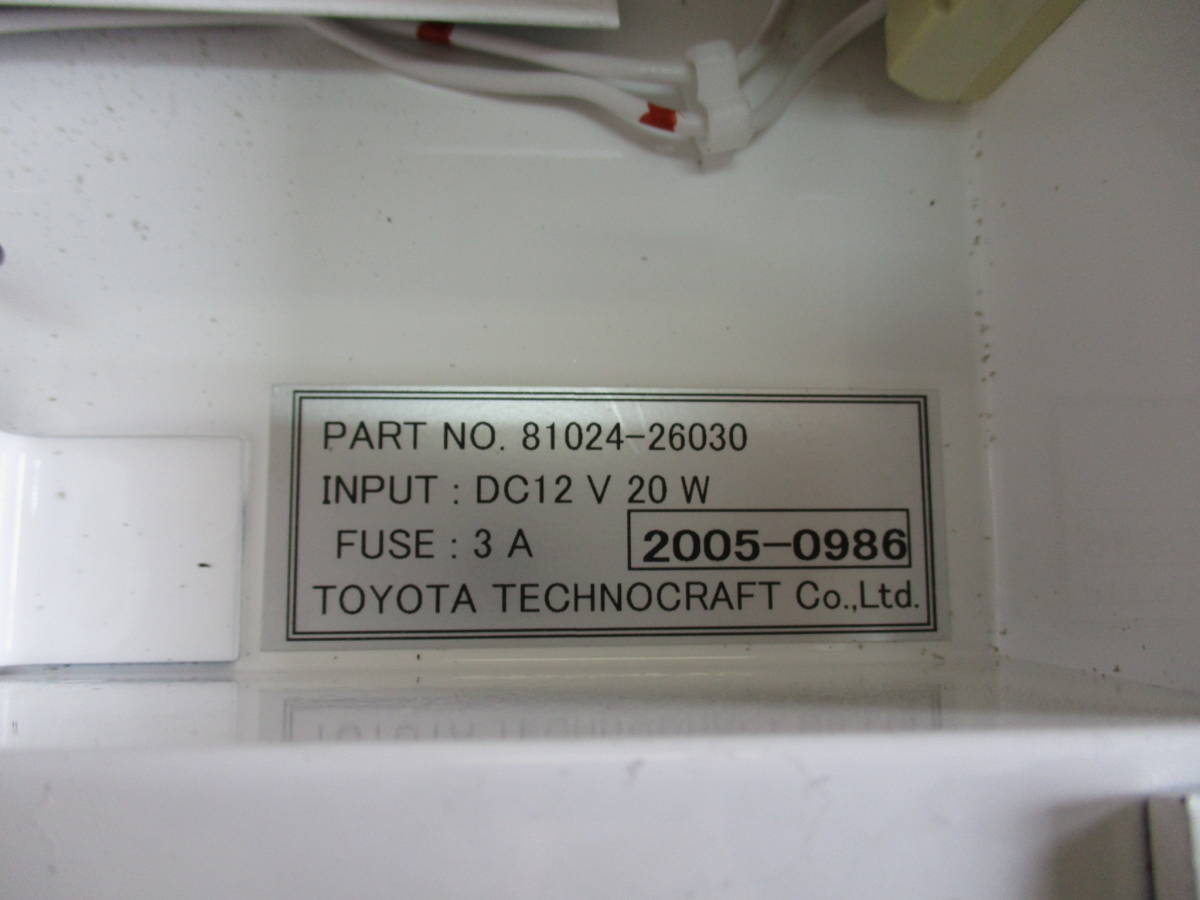 PART NO. 81024-26030
INPUT : DC12 V 20 W
FUSE : 3 A 2005-0986
TOYOTA TECHNOCRAFT Co.,Ltd.